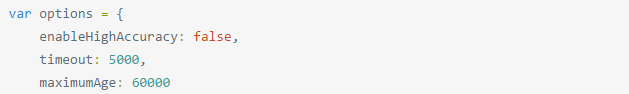 var options = {
    enableHighAccuracy: false,
    timeout: 5000,
    maximumAge: 60000